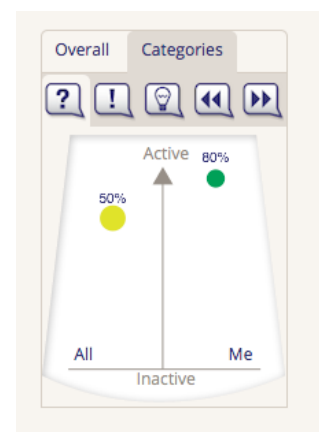 Overall Categories
? !
Active 80%
50%
All Me
Inactive